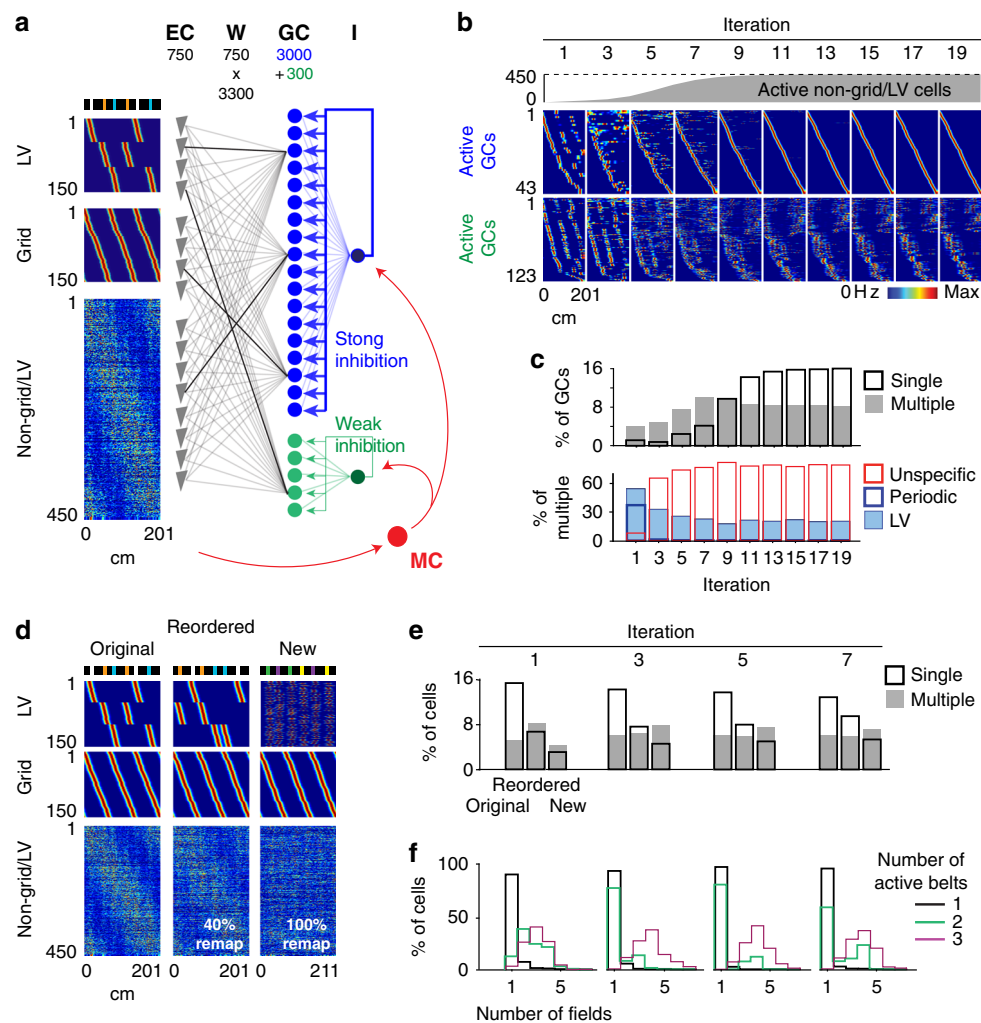 a
EC W GC I
750 750 3000
x + 300
3300
LV
1
150
Grid
1
150
Non-grid/LV
1
450
0 201
cm
Stong
inhibition
Weak
inhibition
MC
b
Iteration
1 3 5 7 9 11 13 15 17 19
450
0
Active non-grid/LV cells
Active
GCs
1
43
Active
GCs
1
123
0 201
cm
0 Hz Max
c
% of GCs
16
8
0
Single
Multiple
% of
multiple
60
30
0
Unspecific
Periodic
LV
1 3 5 7 9 11 13 15 17 19
Iteration
d
Reordered
Original New
LV
1
150
Grid
1
150
Non-grid/LV
1
450
40%
remap
100%
remap
0 201 0 211
cm
e
Iteration
1 3 5 7
% of cells
16
8
0
Single
Multiple
Reordered
Original New
f
% of cells
100
50
0
1 5 1 5 1 5 1 5
Number of fields
Number of
active belts
1
2
3